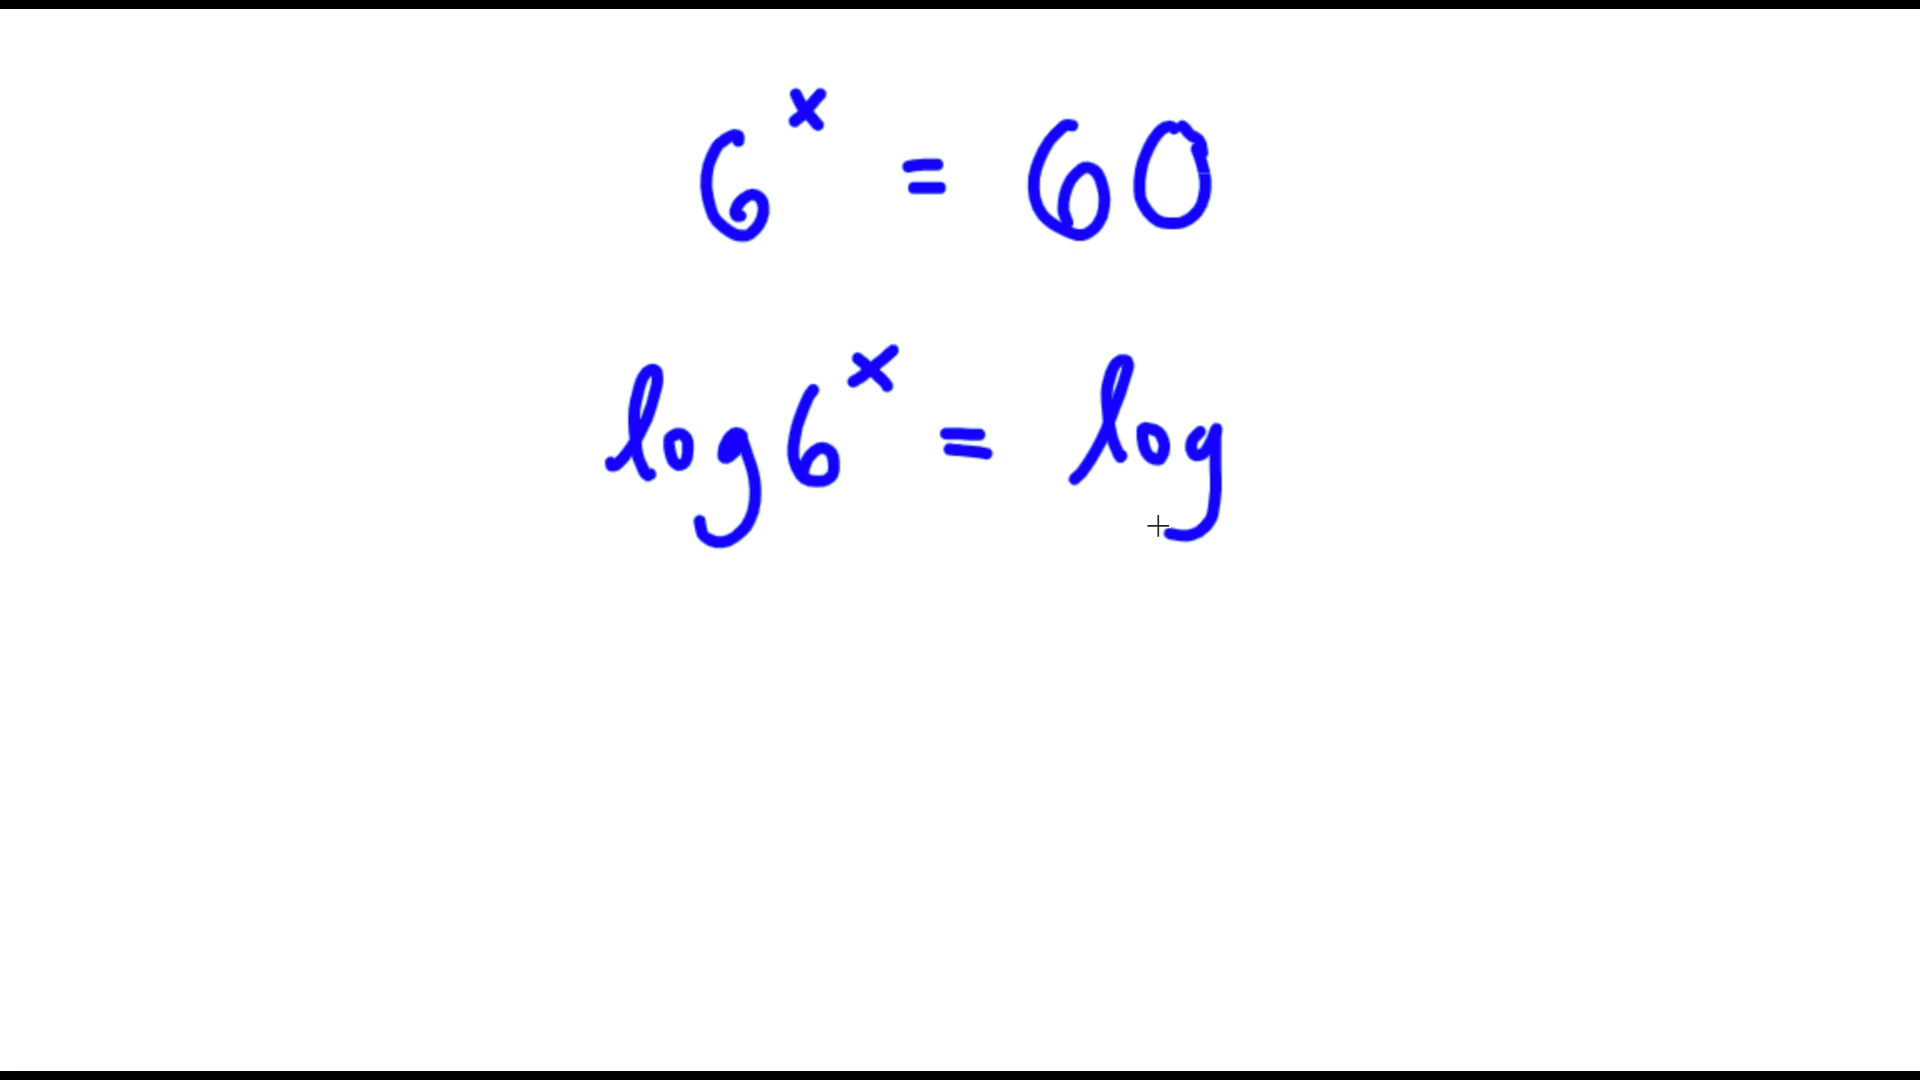 6^x = 60
log 6^x = log